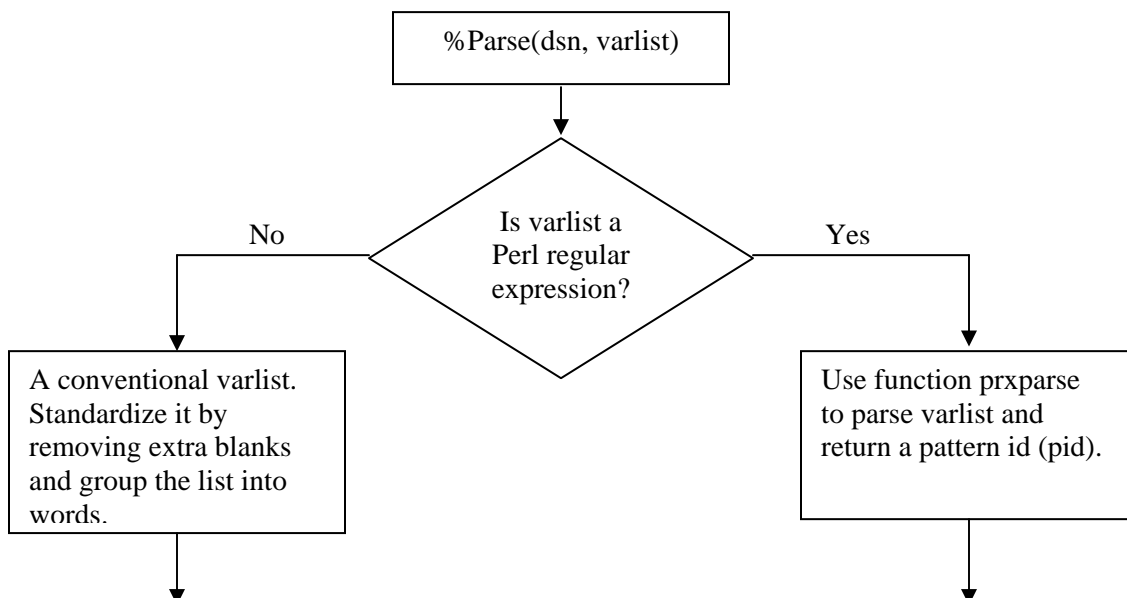 %Parse(dsn, varlist)
Is varlist a
Perl regular
expression?
No
Yes
A conventional varlist.
Standardize it by
removing extra blanks
and group the list into
words.
Use function prxparse
to parse varlist and
return a pattern id (pid).